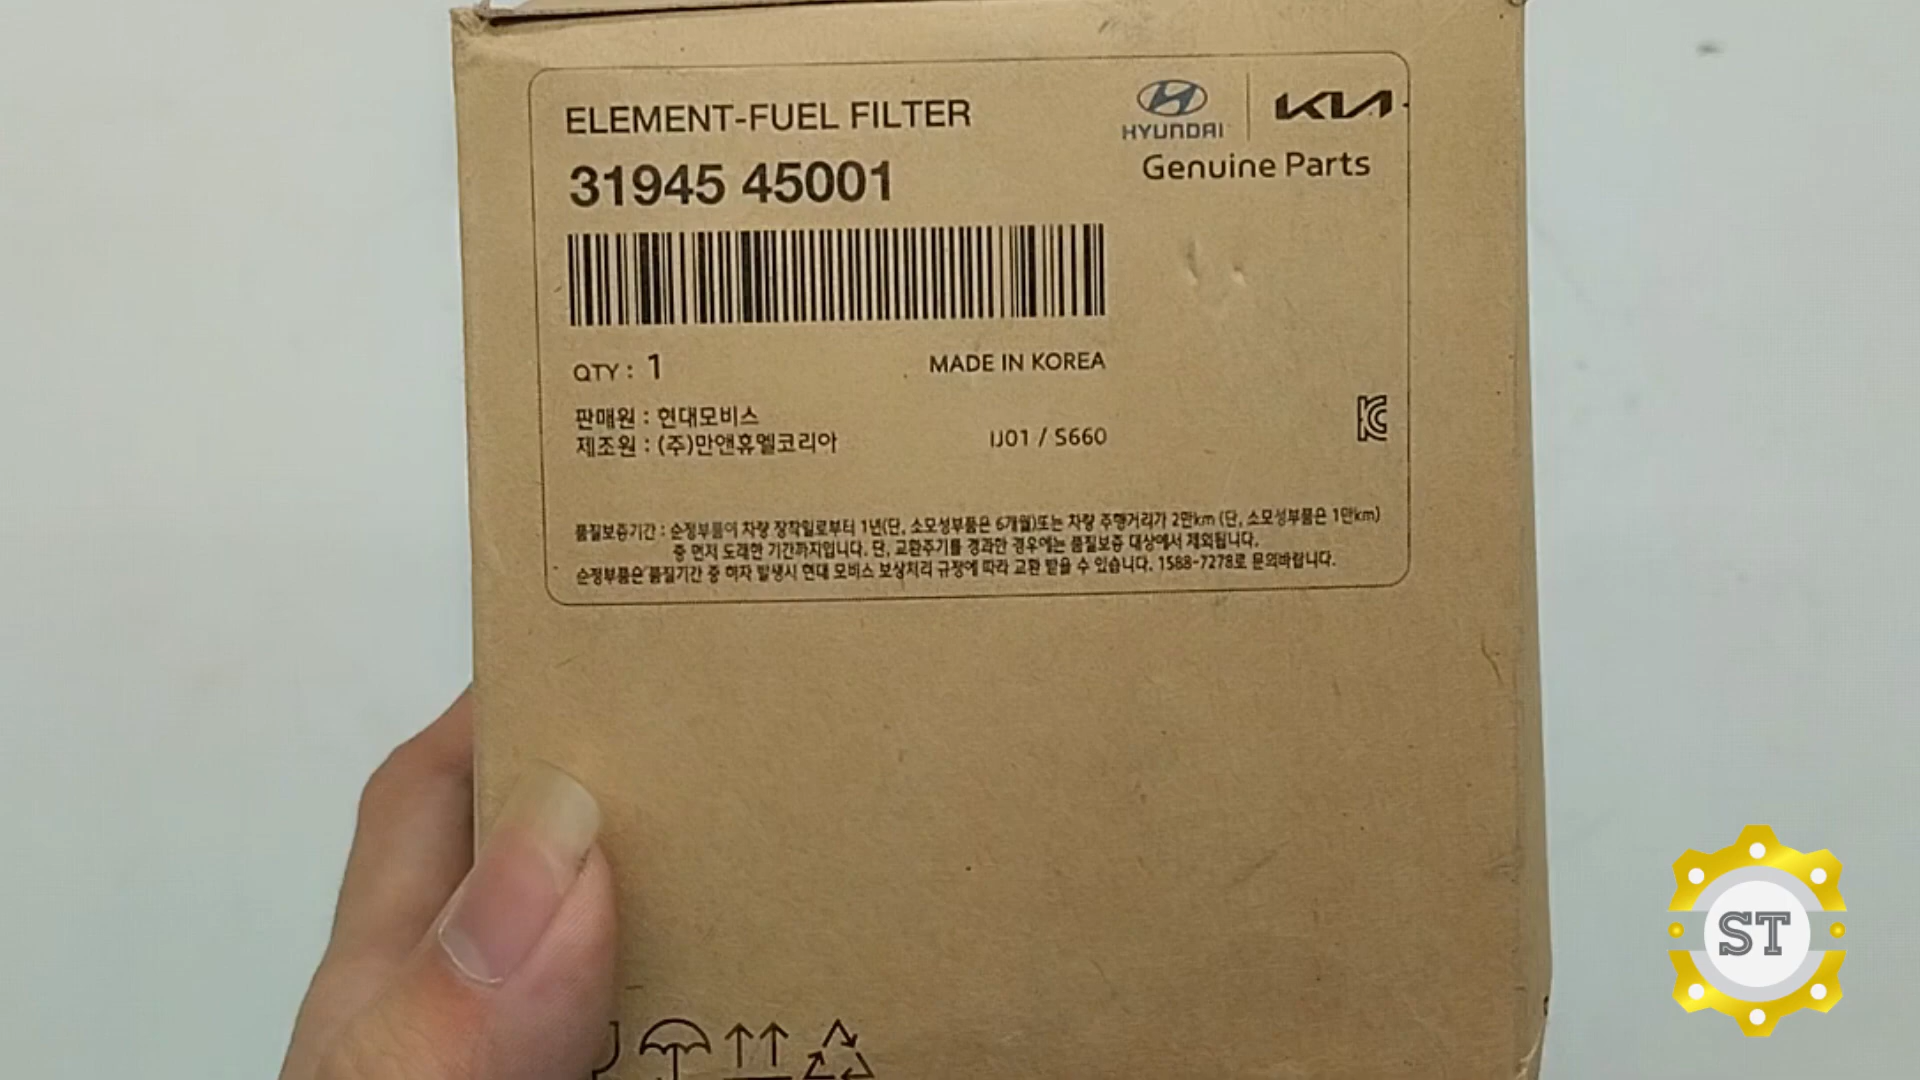 ELEMENT-FUEL FILTER
HYUNDAI
KIA
Genuine Parts
31945 45001
QTY : 1
MADE IN KOREA
판매원 : 현대모비스
제조원 : (주)만앤휴멜코리아
IJ01 / S660
품질보증기간 : 순정부품이 차량 장착일로부터 1년(단, 소모성부품은 6개월)또는 차량 주행거리가 2만km (단, 소모성부품은 1만km)
중 먼저 도래한 기간까지입니다. 단, 교환주기를 경과한 경우에는 품질보증 대상에서 제외됩니다.
순정부품은 품질기간 중 하자 발생시 현대 모비스 보상처리 규정에 따라 교환 받을 수 있습니다. 1588-7278로 문의바랍니다.
ST